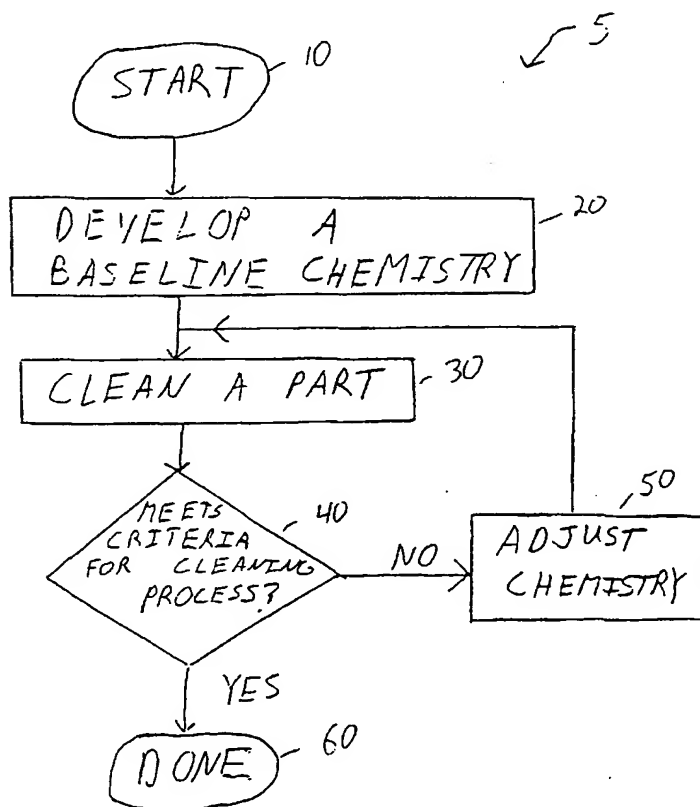 5
START
10
DEVELOP A
BASELINE CHEMISTRY
20
CLEAN A PART
30
MEETS
CRITERIA
FOR CLEANING
PROCESS?
40
NO
50
ADJUST
CHEMISTRY
YES
DONE
60